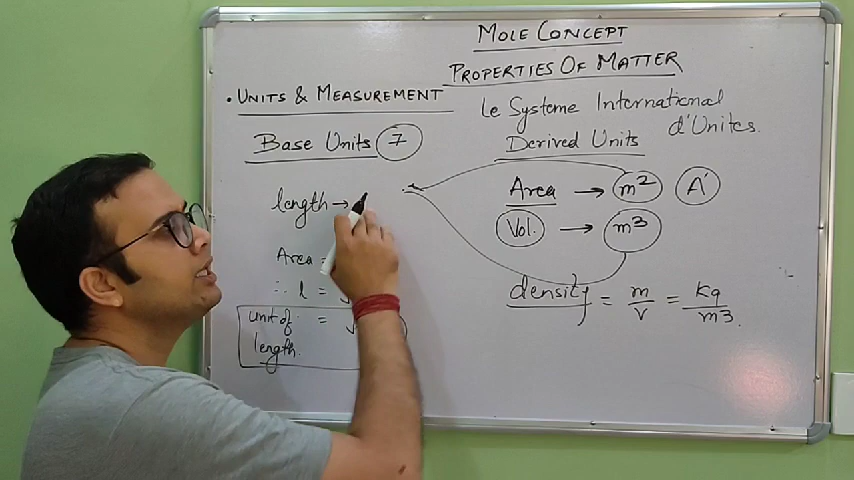 MOLE CONCEPT
PROPERTIES OF MATTER
• UNITS & MEASUREMENT
Le Systeme International
d'Unites.
Base Units 7
Derived Units
length →
Area → m² A'
Vol. → m³
Area =
∴ l =
density = m/v = kg/m³.
unit of length. = √